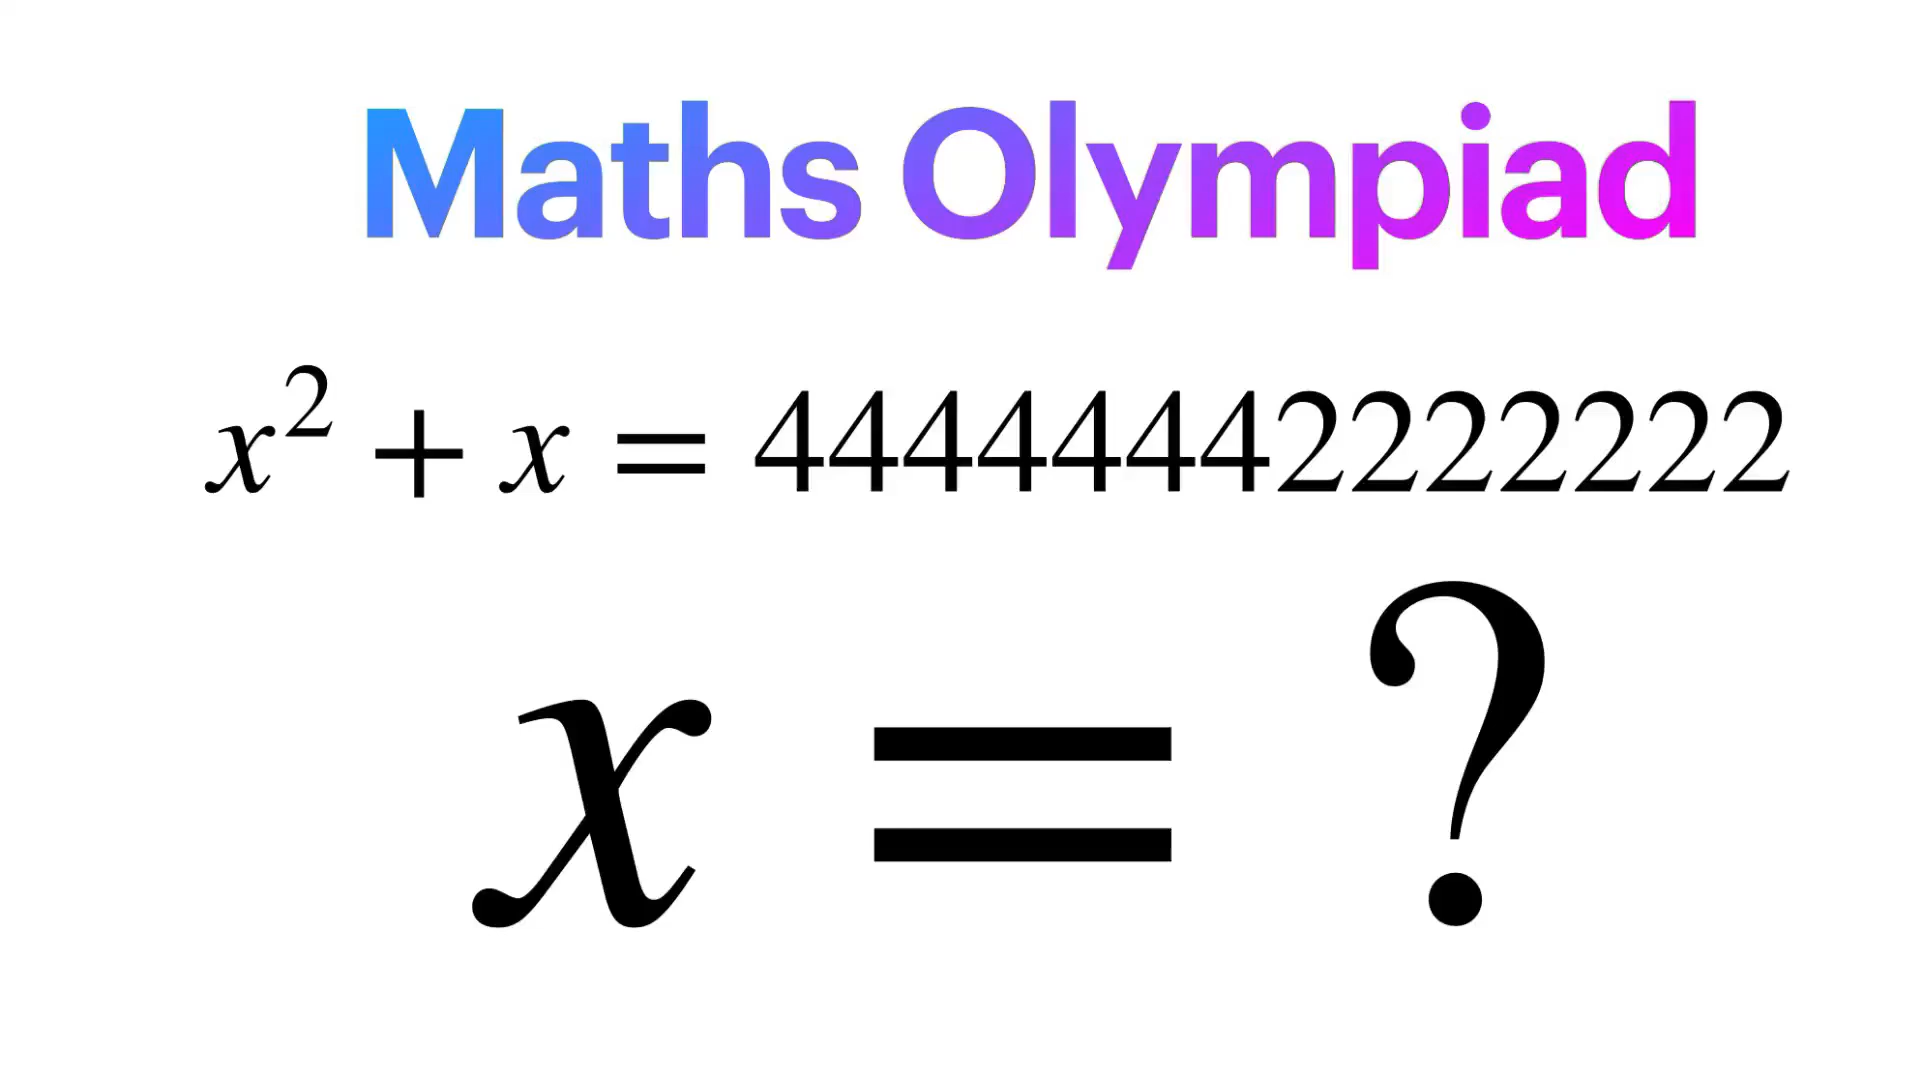 Maths Olympiad
x² + x = 44444442222222
x = ?